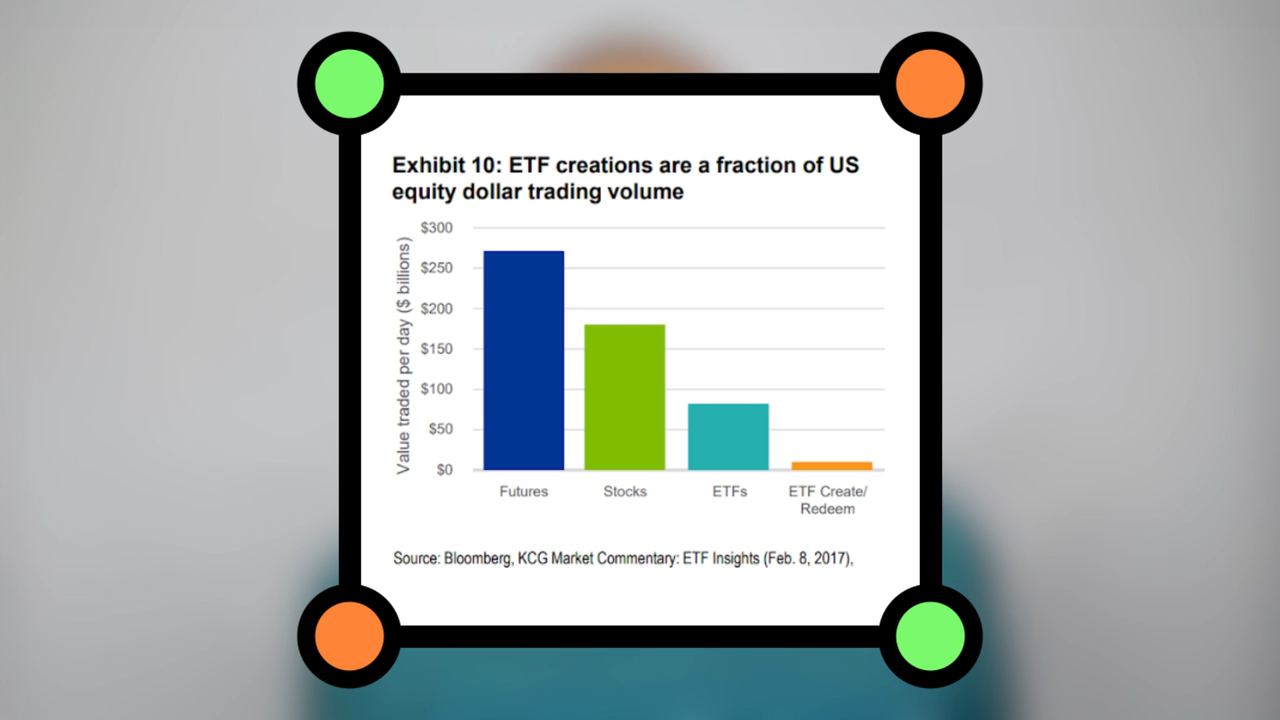 Exhibit 10: ETF creations are a fraction of US
equity dollar trading volume
Value traded per day ($ billions)
$300
$250
$200
$150
$100
$50
$0
Futures
Stocks
ETFs
ETF Create/
Redeem
Source: Bloomberg, KCG Market Commentary: ETF Insights (Feb. 8, 2017),